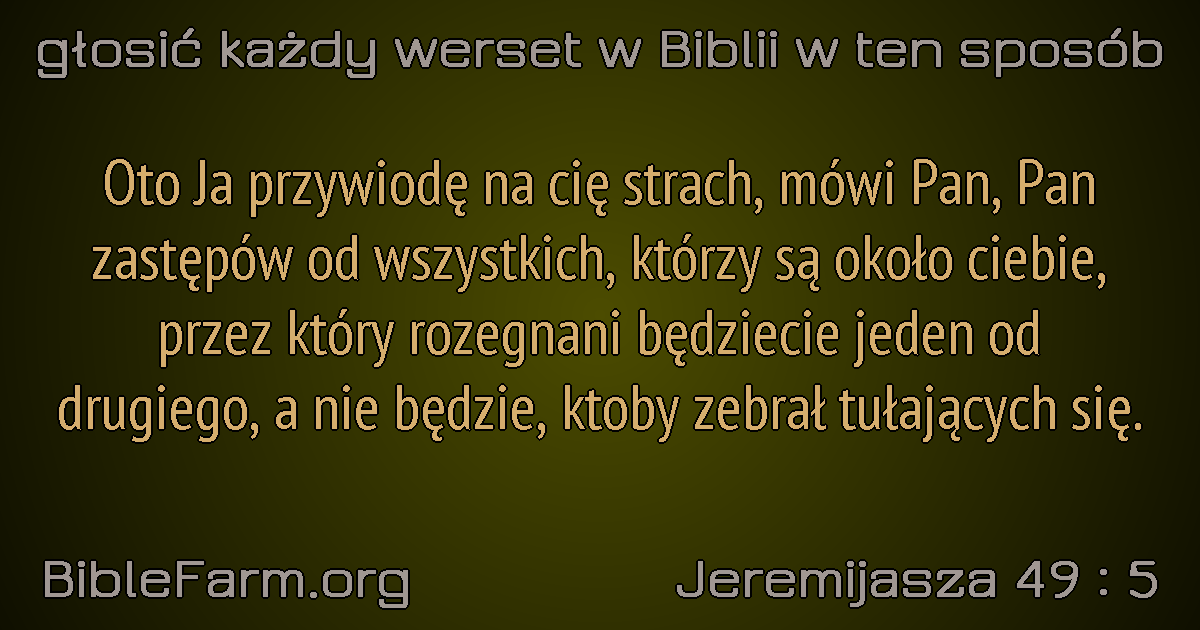 głosić każdy werset w Biblii w ten sposób
Oto Ja przywiodę na cię strach, mówi Pan, Pan
zastępów od wszystkich, którzy są około ciebie,
przez który rozegnani będziecie jeden od
drugiego, a nie będzie, ktoby zebrał tułających się.
BibleFarm.org
Jeremijasza 49 : 5